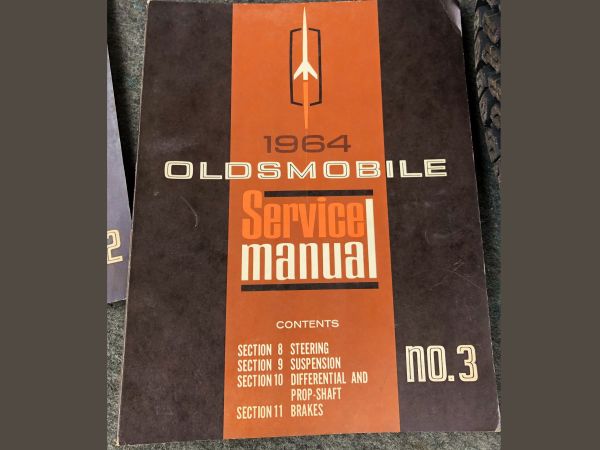 1964
OLDSMOBILE
Service
manual
CONTENTS
SECTION 8 STEERING
SECTION 9 SUSPENSION
SECTION 10 DIFFERENTIAL AND
PROP-SHAFT
SECTION 11 BRAKES
no.3
2